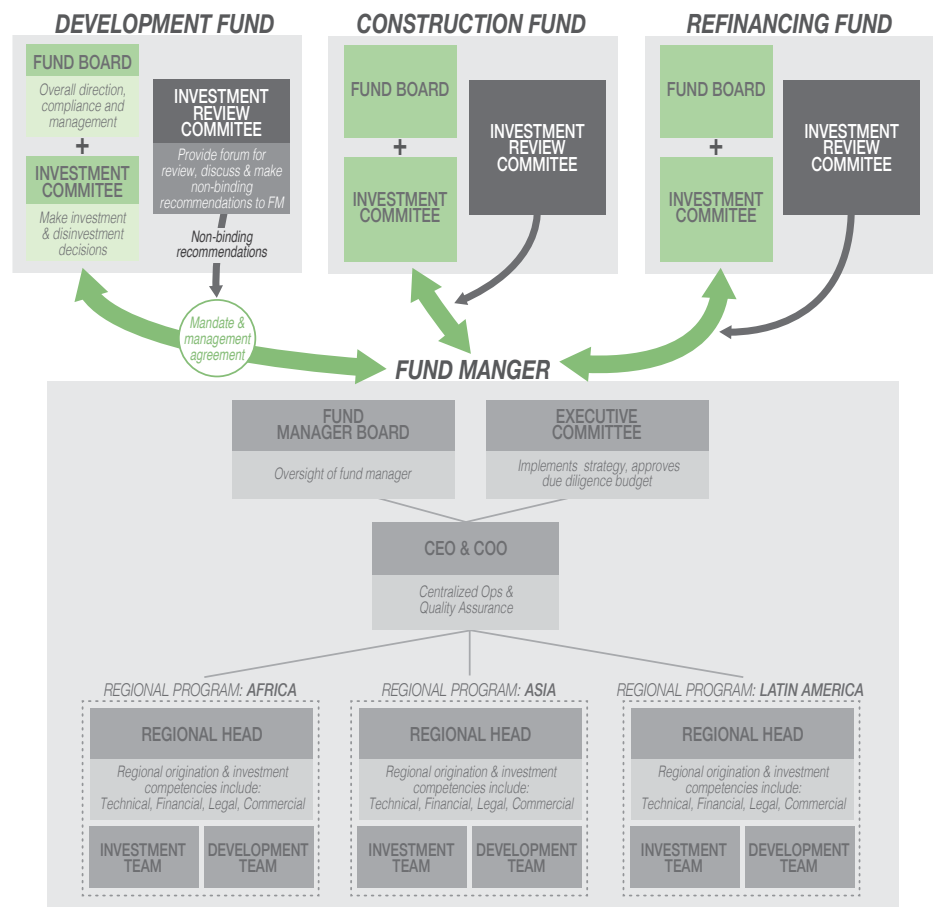 DEVELOPMENT FUND
FUND BOARD
Overall direction,
compliance and
management
+
INVESTMENT
COMMITEE
Make investment
& disinvestment
decisions
INVESTMENT
REVIEW
COMMITEE
Provide forum for
review, discuss & make
non-binding
recommendations to FM
Non-binding
recommendations
Mandate &
management
agreement
CONSTRUCTION FUND
FUND BOARD
+
INVESTMENT
COMMITEE
INVESTMENT
REVIEW
COMMITEE
REFINANCING FUND
FUND BOARD
+
INVESTMENT
COMMITEE
INVESTMENT
REVIEW
COMMITEE
FUND MANGER
FUND
MANAGER BOARD
Oversight of fund manager
EXECUTIVE
COMMITTEE
Implements strategy, approves
due diligence budget
CEO & COO
Centralized Ops &
Quality Assurance
REGIONAL PROGRAM: AFRICA
REGIONAL HEAD
Regional origination & investment
competencies include:
Technical, Financial, Legal, Commercial
INVESTMENT
TEAM
DEVELOPMENT
TEAM
REGIONAL PROGRAM: ASIA
REGIONAL HEAD
Regional origination & investment
competencies include:
Technical, Financial, Legal, Commercial
INVESTMENT
TEAM
DEVELOPMENT
TEAM
REGIONAL PROGRAM: LATIN AMERICA
REGIONAL HEAD
Regional origination & investment
competencies include:
Technical, Financial, Legal, Commercial
INVESTMENT
TEAM
DEVELOPMENT
TEAM